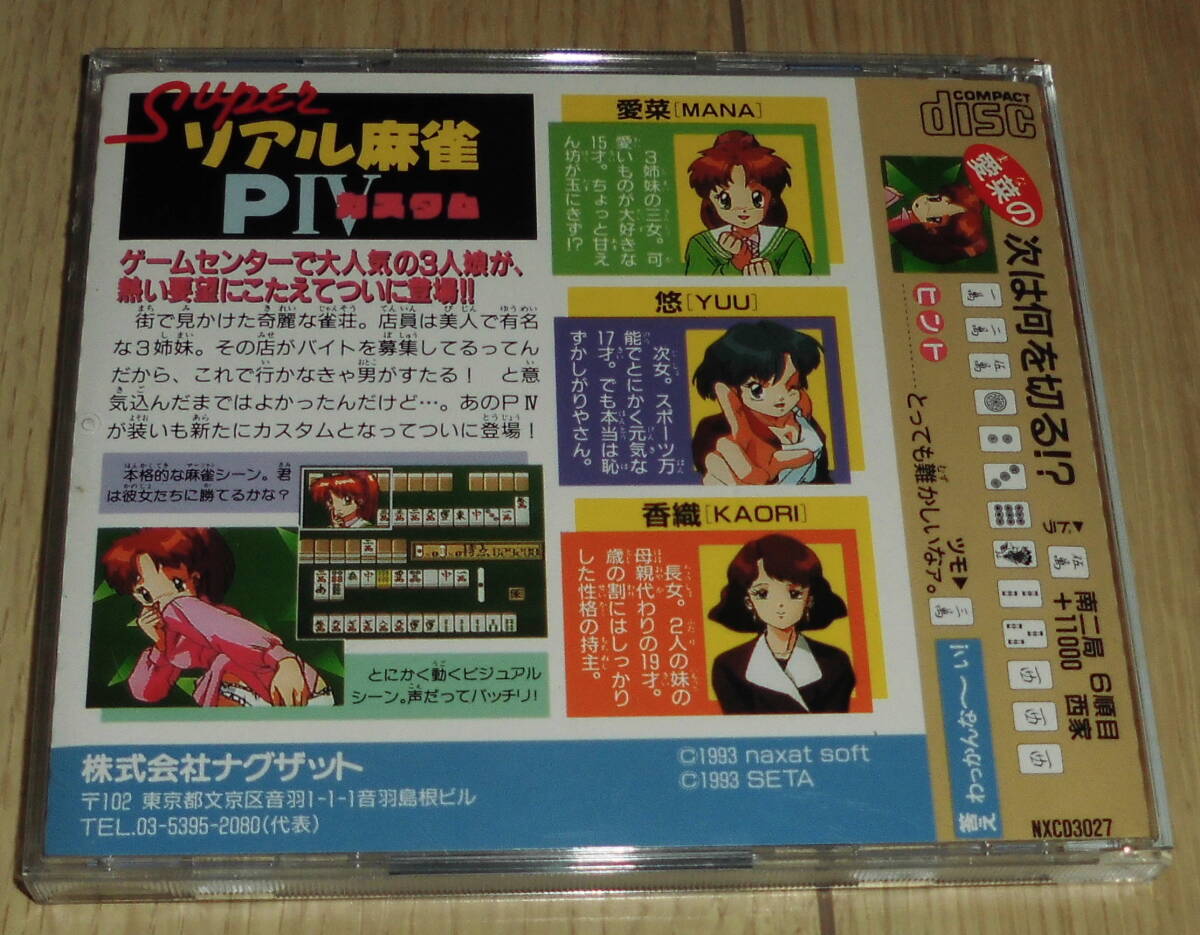 Super
リアル麻雀
PⅣカスタム
ゲームセンターで大人気の3人娘が、
熱い要望にこたえてついに登場!!
街で見かけた奇麗な雀荘。店員は美人で有名
な3姉妹。その店がバイトを募集してるってん
だから、これで行かなきゃ男がすたる! と意
気込んだまではよかったんだけど…。あのPⅣ
が装いも新たにカスタムとなってついに登場!
本格的な麻雀シーン。君
は彼女たちに勝てるかな?
とにかく動くビジュアル
シーン。声だってバッチリ!
愛菜[MANA]
3姉妹の三女。可
愛いものが大好きな
15才。ちょっと甘え
ん坊が玉にきず!?
悠[YUU]
次女。スポーツ万
能でとにかく元気な
17才。でも本当は恥
ずかしがりやさん。
香織[KAORI]
長女。2人の妹の
母親代わりの19才。
歳の割にはしっかり
した性格の持主。
株式会社ナグザット
〒102 東京都文京区音羽1-1-1音羽島根ビル
TEL.03-5395-2080(代表)
©1993 naxat soft
©1993 SETA
COMPACT
disc
愛菜の
次は何を切る!?
ヒント
とっても難かしいなァ。
ツモ▶
▶ドラ
南二局 6順目
+11000 西家
答え わっかんな〜い!
NXCD3027